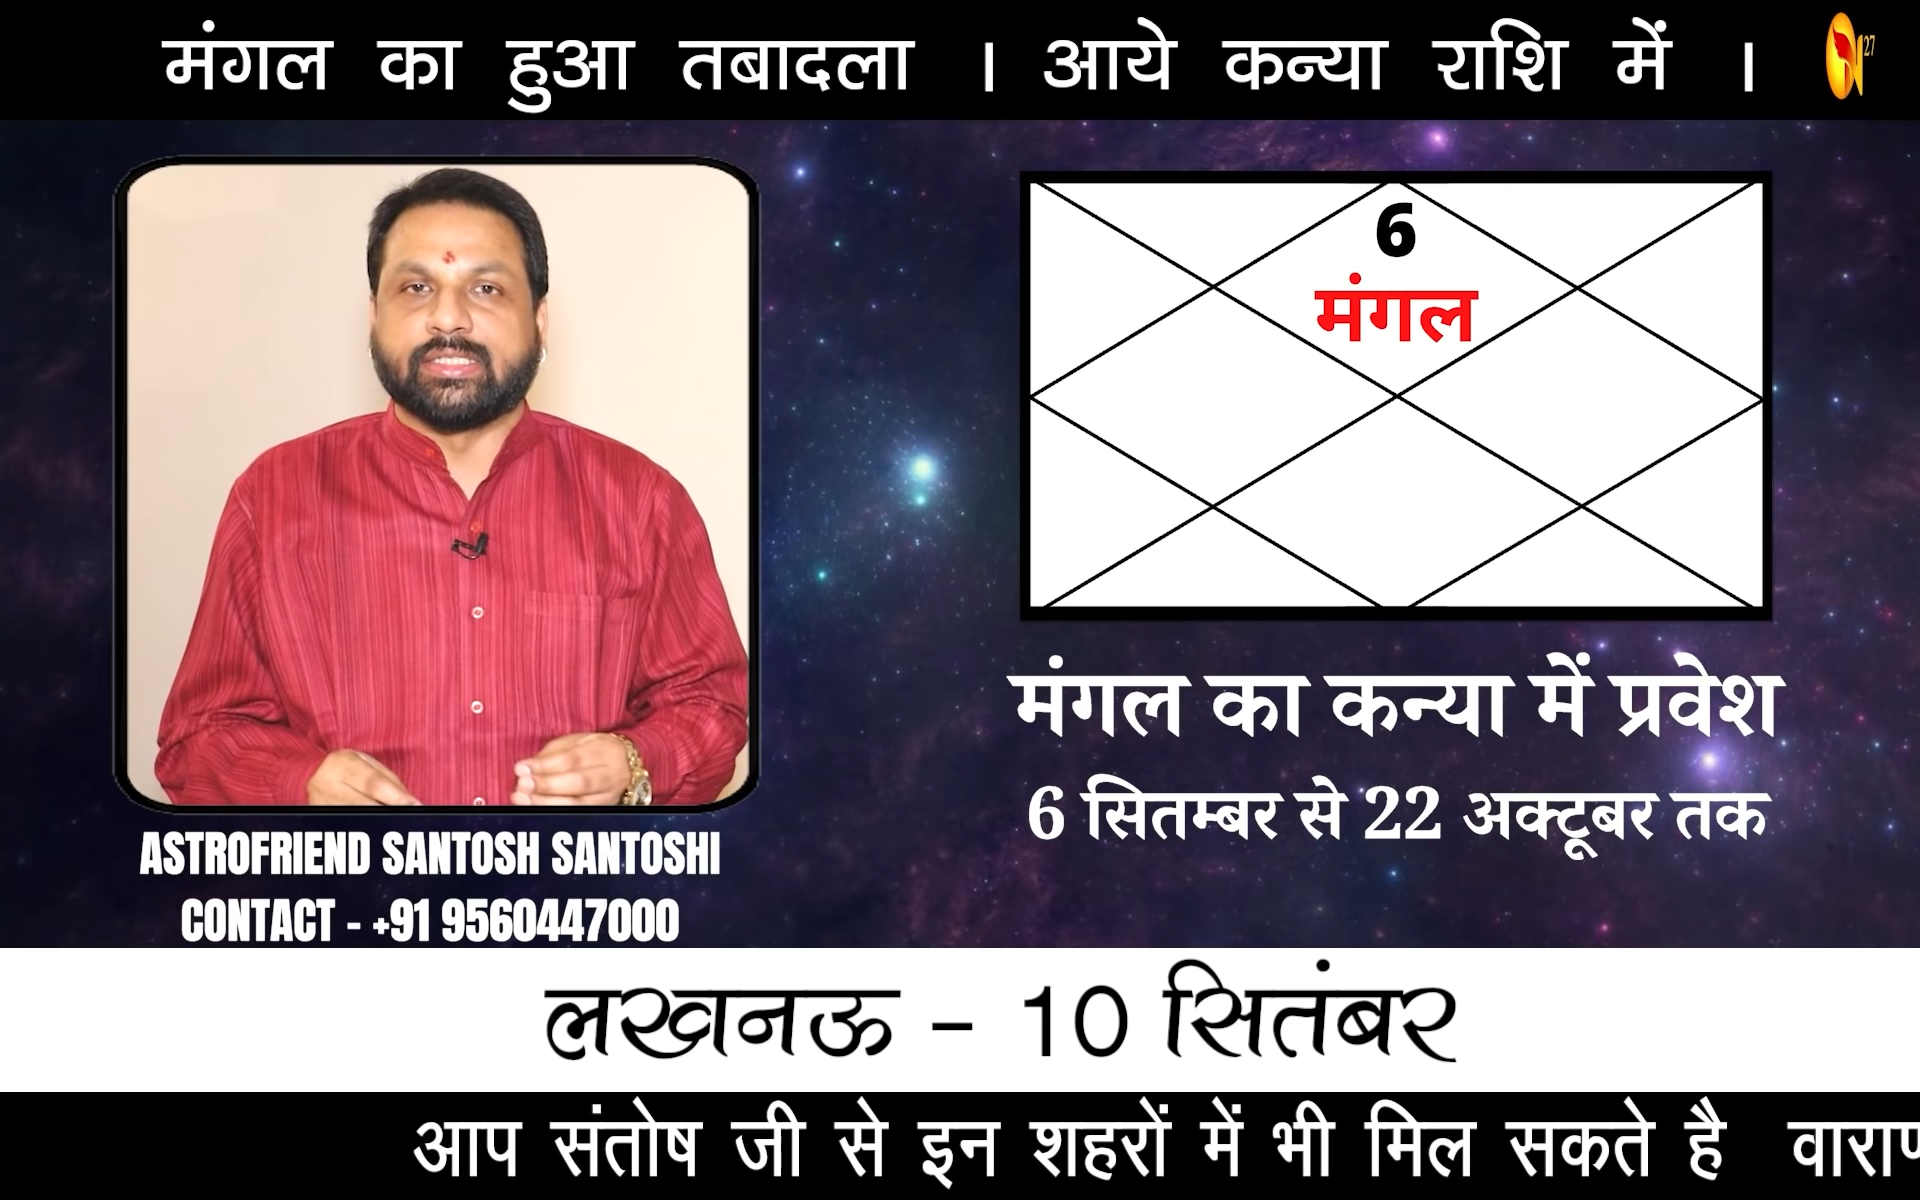 मंगल का हुआ तबादला । आये कन्या राशि में ।
27
6
मंगल
मंगल का कन्या में प्रवेश
6 सितम्बर से 22 अक्टूबर तक
ASTROFRIEND SANTOSH SANTOSHI
CONTACT - +91 9560447000
लखनऊ - 10 सितंबर
आप संतोष जी से इन शहरों में भी मिल सकते है